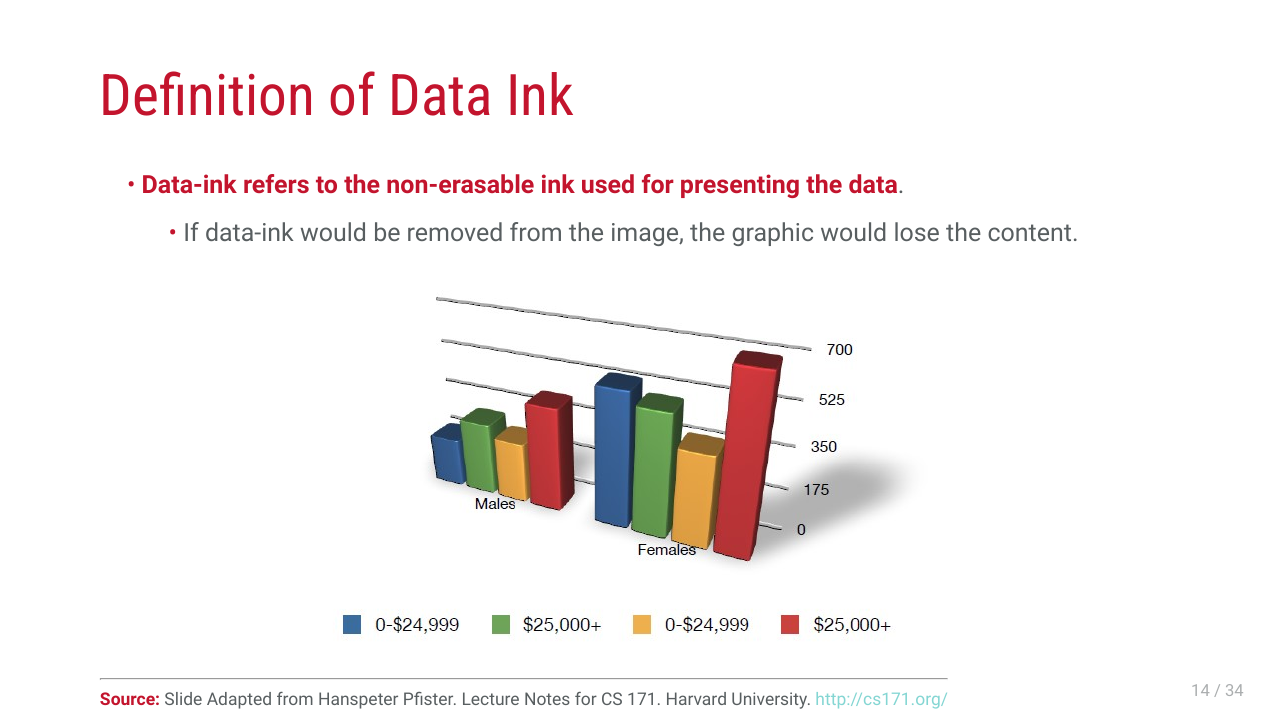 Definition of Data Ink
• Data-ink refers to the non-erasable ink used for presenting the data.
• If data-ink would be removed from the image, the graphic would lose the content.
700
525
350
175
0
Males
Females
0-$24,999 $25,000+ 0-$24,999 $25,000+
Source: Slide Adapted from Hanspeter Pfister. Lecture Notes for CS 171. Harvard University. http://cs171.org/
14 / 34